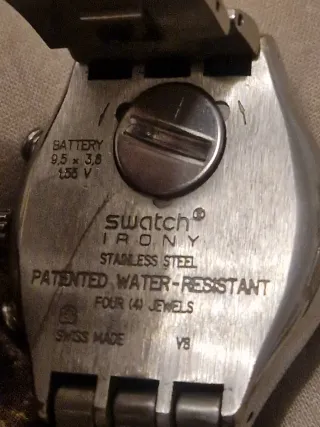 BATTERY
9,5 x 3,6
1,55 V
swatch
IRONY
STAINLESS STEEL
PATENTED WATER-RESISTANT
FOUR (4) JEWELS
SWISS MADE V8